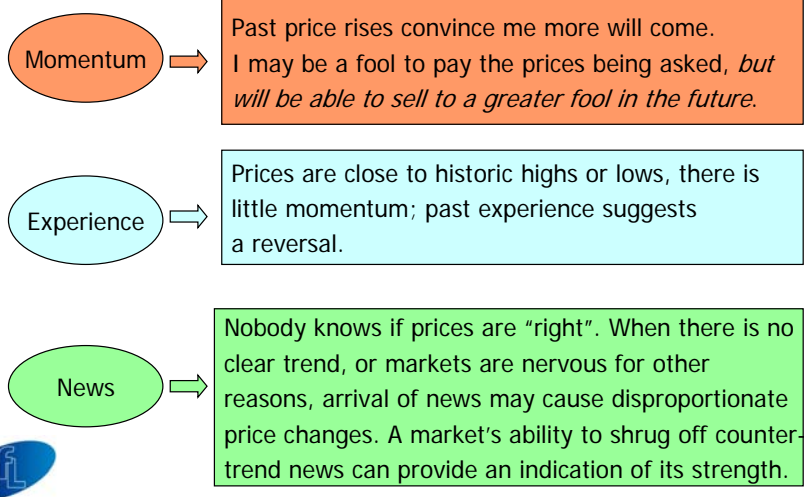 Momentum
Past price rises convince me more will come.
I may be a fool to pay the prices being asked, but
will be able to sell to a greater fool in the future.
Experience
Prices are close to historic highs or lows, there is
little momentum; past experience suggests
a reversal.
News
Nobody knows if prices are “right”. When there is no
clear trend, or markets are nervous for other
reasons, arrival of news may cause disproportionate
price changes. A market’s ability to shrug off counter-
trend news can provide an indication of its strength.